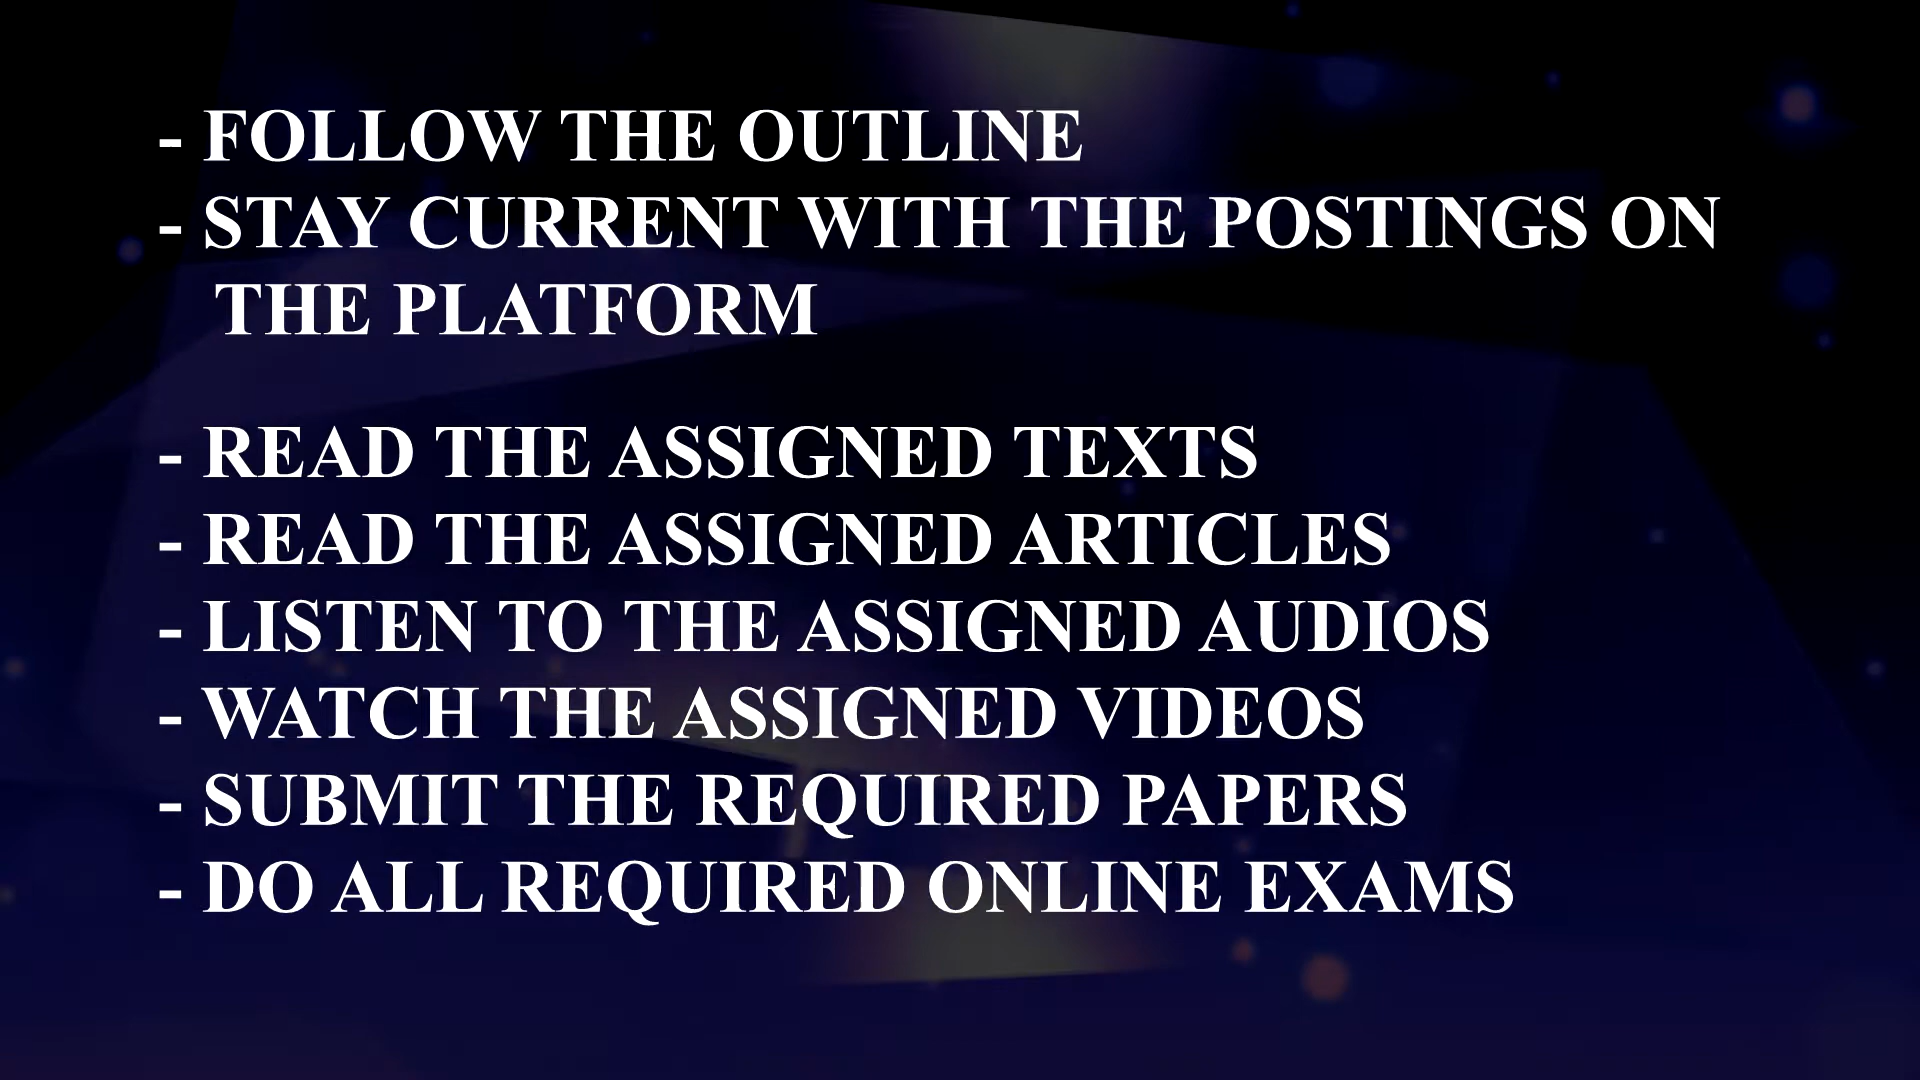 - FOLLOW THE OUTLINE
- STAY CURRENT WITH THE POSTINGS ON
THE PLATFORM
- READ THE ASSIGNED TEXTS
- READ THE ASSIGNED ARTICLES
- LISTEN TO THE ASSIGNED AUDIOS
- WATCH THE ASSIGNED VIDEOS
- SUBMIT THE REQUIRED PAPERS
- DO ALL REQUIRED ONLINE EXAMS